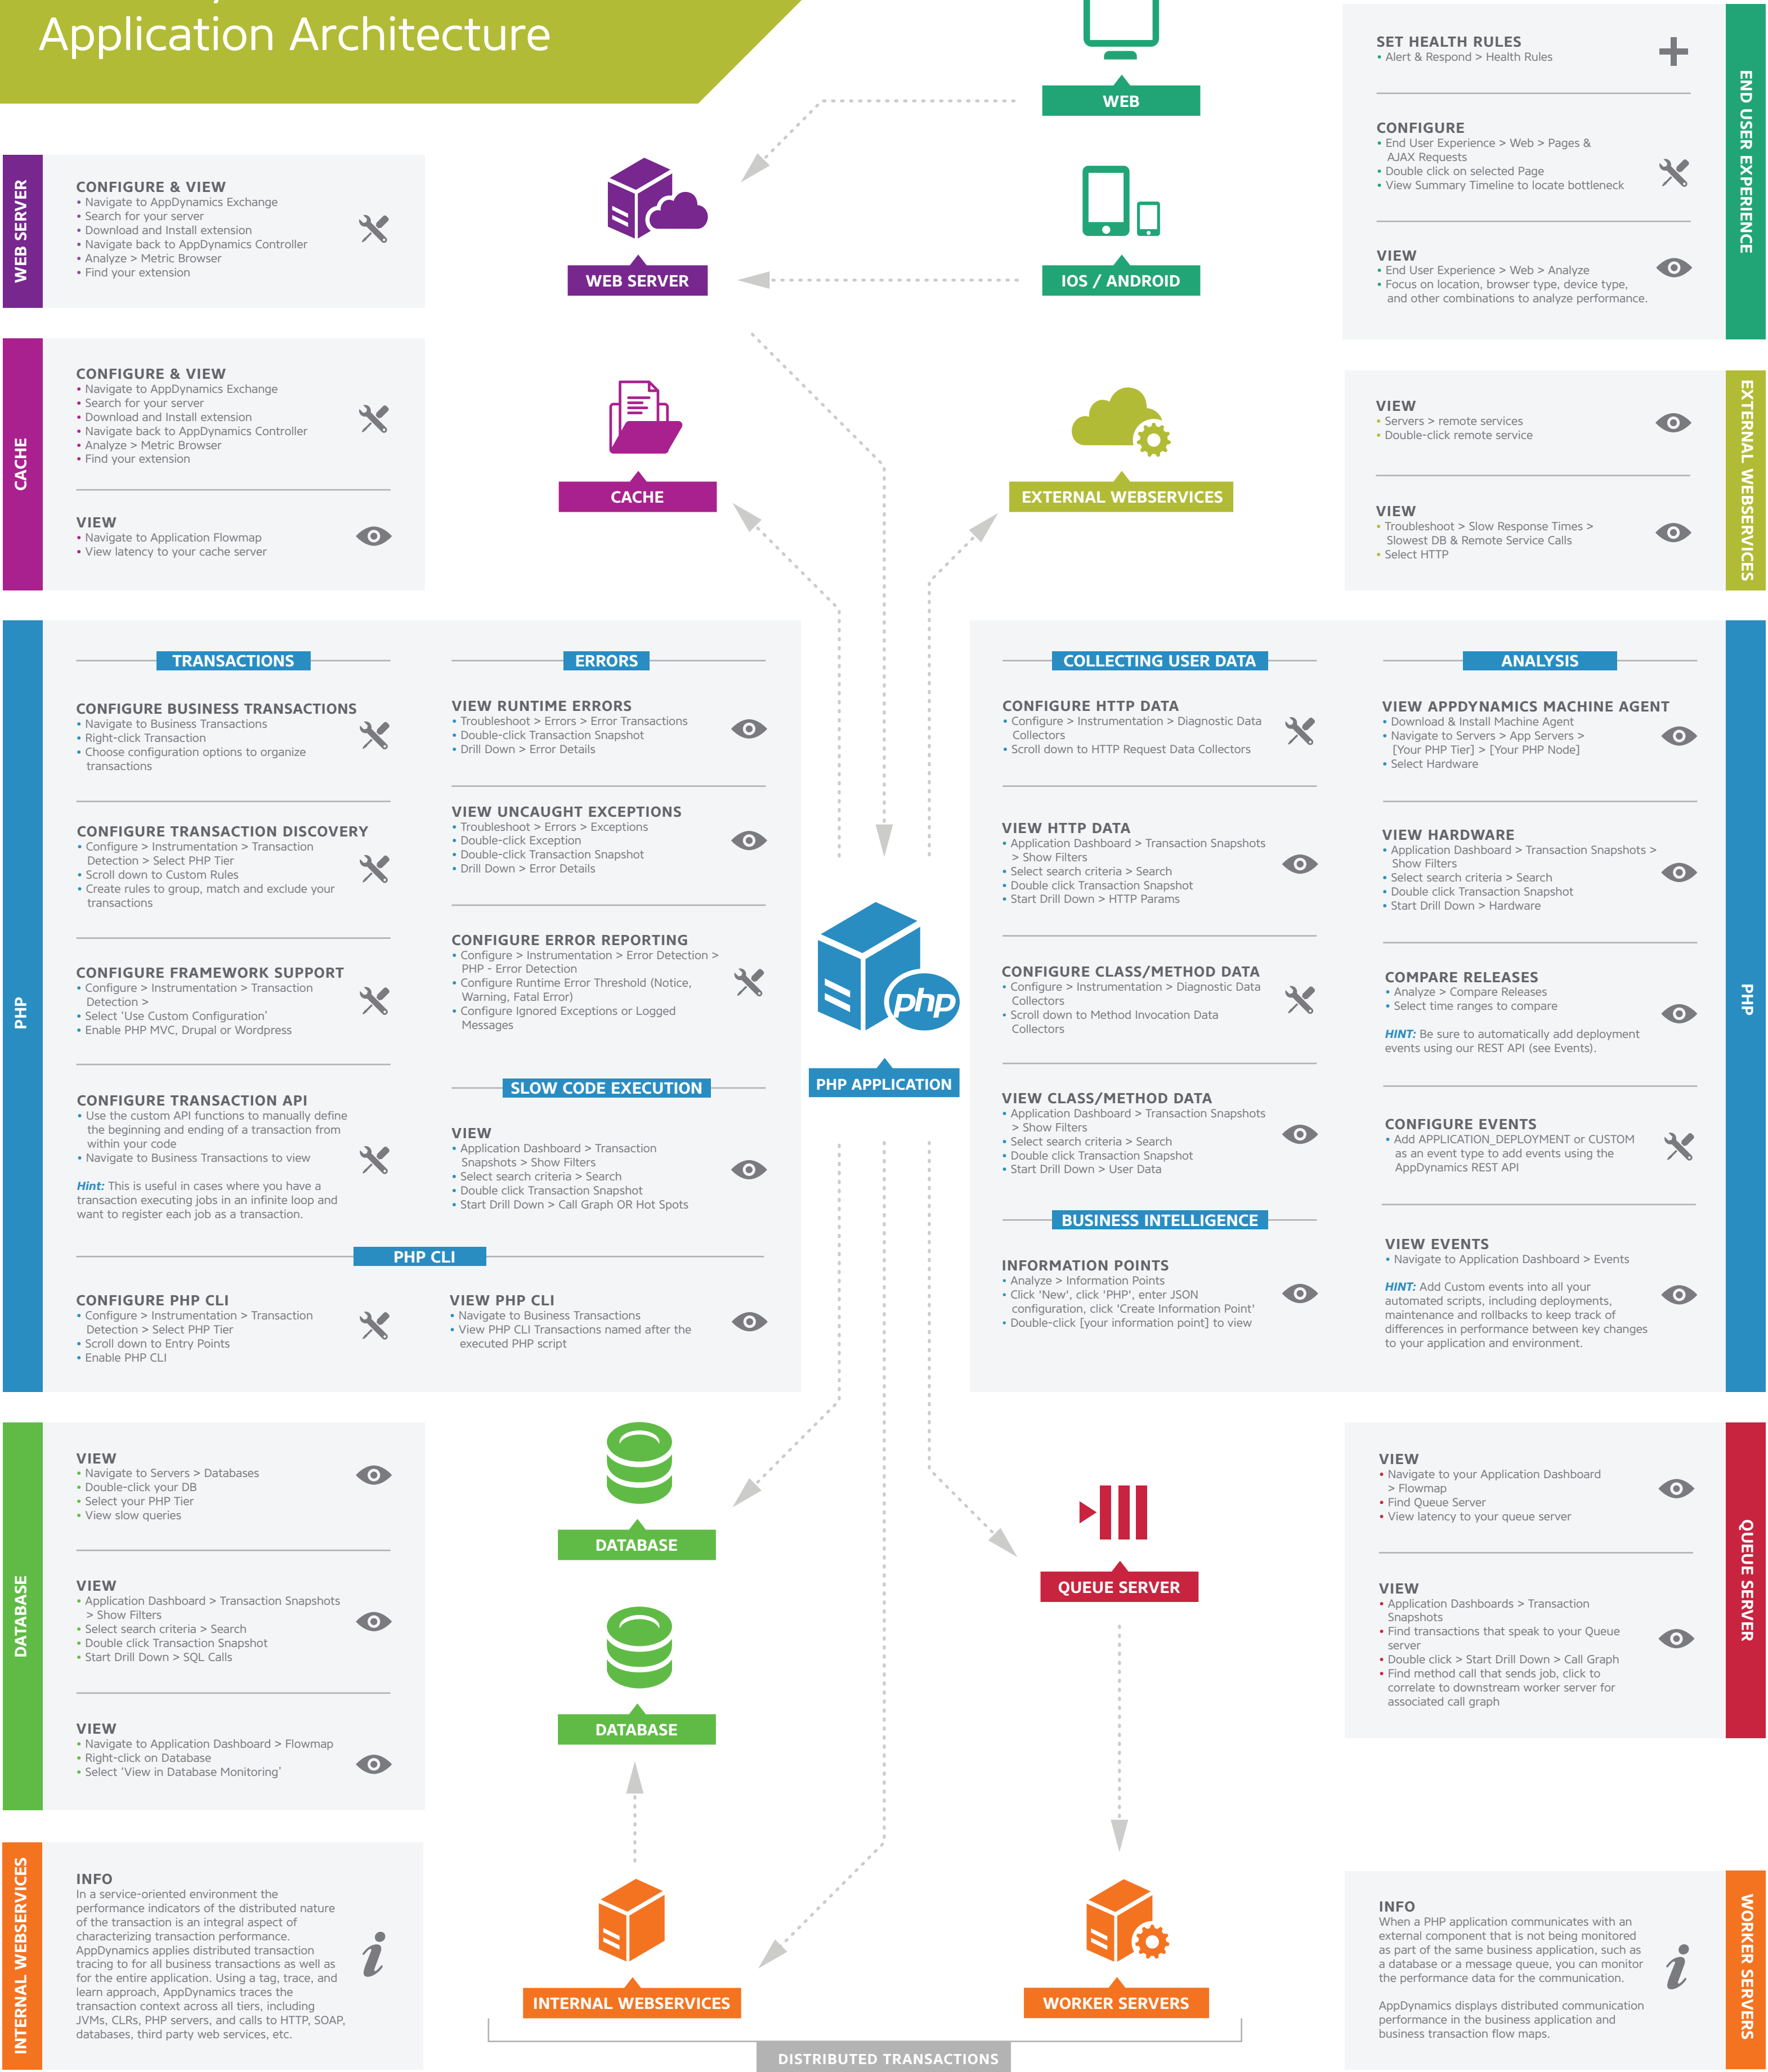 Application Architecture
WEB
WEB SERVER
IOS / ANDROID
WEB SERVER
CONFIGURE & VIEW
• Navigate to AppDynamics Exchange
• Search for your server
• Download and Install extension
• Navigate back to AppDynamics Controller
• Analyze > Metric Browser
• Find your extension
END USER EXPERIENCE
SET HEALTH RULES
• Alert & Respond > Health Rules
CONFIGURE
• End User Experience > Web > Pages &
AJAX Requests
• Double click on selected Page
• View Summary Timeline to locate bottleneck
VIEW
• End User Experience > Web > Analyze
• Focus on location, browser type, device type,
and other combinations to analyze performance.
CACHE
CONFIGURE & VIEW
• Navigate to AppDynamics Exchange
• Search for your server
• Download and Install extension
• Navigate back to AppDynamics Controller
• Analyze > Metric Browser
• Find your extension
VIEW
• Navigate to Application Flowmap
• View latency to your cache server
CACHE
EXTERNAL WEBSERVICES
EXTERNAL WEBSERVICES
VIEW
• Servers > remote services
• Double-click remote service
VIEW
• Troubleshoot > Slow Response Times >
Slowest DB & Remote Service Calls
• Select HTTP
PHP
TRANSACTIONS
CONFIGURE BUSINESS TRANSACTIONS
• Navigate to Business Transactions
• Right-click Transaction
• Choose configuration options to organize
transactions
CONFIGURE TRANSACTION DISCOVERY
• Configure > Instrumentation > Transaction
Detection > Select PHP Tier
• Scroll down to Custom Rules
• Create rules to group, match and exclude your
transactions
CONFIGURE FRAMEWORK SUPPORT
• Configure > Instrumentation > Transaction
Detection >
• Select ‘Use Custom Configuration’
• Enable PHP MVC, Drupal or Wordpress
CONFIGURE TRANSACTION API
• Use the custom API functions to manually define
the beginning and ending of a transaction from
within your code
• Navigate to Business Transactions to view
Hint: This is useful in cases where you have a
transaction executing jobs in an infinite loop and
want to register each job as a transaction.
ERRORS
VIEW RUNTIME ERRORS
• Troubleshoot > Errors > Error Transactions
• Double-click Transaction Snapshot
• Drill Down > Error Details
VIEW UNCAUGHT EXCEPTIONS
• Troubleshoot > Errors > Exceptions
• Double-click Exception
• Double-click Transaction Snapshot
• Drill Down > Error Details
CONFIGURE ERROR REPORTING
• Configure > Instrumentation > Error Detection >
PHP - Error Detection
• Configure Runtime Error Threshold (Notice,
Warning, Fatal Error)
• Configure Ignored Exceptions or Logged
Messages
SLOW CODE EXECUTION
VIEW
• Application Dashboard > Transaction
Snapshots > Show Filters
• Select search criteria > Search
• Double click Transaction Snapshot
• Start Drill Down > Call Graph OR Hot Spots
PHP CLI
CONFIGURE PHP CLI
• Configure > Instrumentation > Transaction
Detection > Select PHP Tier
• Scroll down to Entry Points
• Enable PHP CLI
VIEW PHP CLI
• Navigate to Business Transactions
• View PHP CLI Transactions named after the
executed PHP script
php
PHP APPLICATION
COLLECTING USER DATA
CONFIGURE HTTP DATA
• Configure > Instrumentation > Diagnostic Data
Collectors
• Scroll down to HTTP Request Data Collectors
VIEW HTTP DATA
• Application Dashboard > Transaction Snapshots
> Show Filters
• Select search criteria > Search
• Double click Transaction Snapshot
• Start Drill Down > HTTP Params
CONFIGURE CLASS/METHOD DATA
• Configure > Instrumentation > Diagnostic Data
Collectors
• Scroll down to Method Invocation Data
Collectors
VIEW CLASS/METHOD DATA
• Application Dashboard > Transaction Snapshots
> Show Filters
• Select search criteria > Search
• Double click Transaction Snapshot
• Start Drill Down > User Data
BUSINESS INTELLIGENCE
INFORMATION POINTS
• Analyze > Information Points
• Click 'New', click 'PHP', enter JSON
configuration, click 'Create Information Point'
• Double-click [your information point] to view
ANALYSIS
VIEW APPDYNAMICS MACHINE AGENT
• Download & Install Machine Agent
• Navigate to Servers > App Servers >
[Your PHP Tier] > [Your PHP Node]
• Select Hardware
VIEW HARDWARE
• Application Dashboard > Transaction Snapshots >
Show Filters
• Select search criteria > Search
• Double click Transaction Snapshot
• Start Drill Down > Hardware
COMPARE RELEASES
• Analyze > Compare Releases
• Select time ranges to compare
HINT: Be sure to automatically add deployment
events using our REST API (see Events).
CONFIGURE EVENTS
• Add APPLICATION_DEPLOYMENT or CUSTOM
as an event type to add events using the
AppDynamics REST API
VIEW EVENTS
• Navigate to Application Dashboard > Events
HINT: Add Custom events into all your
automated scripts, including deployments,
maintenance and rollbacks to keep track of
differences in performance between key changes
to your application and environment.
PHP
DATABASE
VIEW
• Navigate to Servers > Databases
• Double-click your DB
• Select your PHP Tier
• View slow queries
VIEW
• Application Dashboard > Transaction Snapshots
> Show Filters
• Select search criteria > Search
• Double click Transaction Snapshot
• Start Drill Down > SQL Calls
VIEW
• Navigate to Application Dashboard > Flowmap
• Right-click on Database
• Select ‘View in Database Monitoring’
DATABASE
DATABASE
QUEUE SERVER
QUEUE SERVER
VIEW
• Navigate to your Application Dashboard
> Flowmap
• Find Queue Server
• View latency to your queue server
VIEW
• Application Dashboards > Transaction
Snapshots
• Find transactions that speak to your Queue
server
• Double click > Start Drill Down > Call Graph
• Find method call that sends job, click to
correlate to downstream worker server for
associated call graph
INTERNAL WEBSERVICES
INFO
In a service-oriented environment the
performance indicators of the distributed nature
of the transaction is an integral aspect of
characterizing transaction performance.
AppDynamics applies distributed transaction
tracing to for all business transactions as well as
for the entire application. Using a tag, trace, and
learn approach, AppDynamics traces the
transaction context across all tiers, including
JVMs, CLRs, PHP servers, and calls to HTTP, SOAP,
databases, third party web services, etc.
i
INTERNAL WEBSERVICES
WORKER SERVERS
DISTRIBUTED TRANSACTIONS
INFO
When a PHP application communicates with an
external component that is not being monitored
as part of the same business application, such as
a database or a message queue, you can monitor
the performance data for the communication.
AppDynamics displays distributed communication
performance in the business application and
business transaction flow maps.
i
WORKER SERVERS